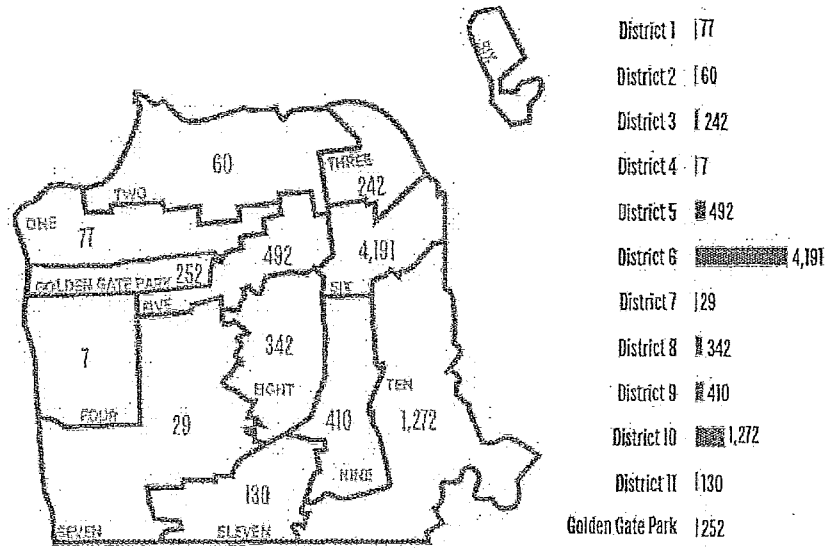 SIX
60
TWO
THREE
242
ONE
77
492
4,191
GOLDEN GATE PARK 252
FIVE
SIX
7
342
EIGHT
TEN
FOUR
29
410
1,272
NINE
130
SEVEN
ELEVEN
District 1 77
District 2 60
District 3 242
District 4 7
District 5 492
District 6 4,191
District 7 29
District 8 342
District 9 410
District 10 1,272
District 11 130
Golden Gate Park 252